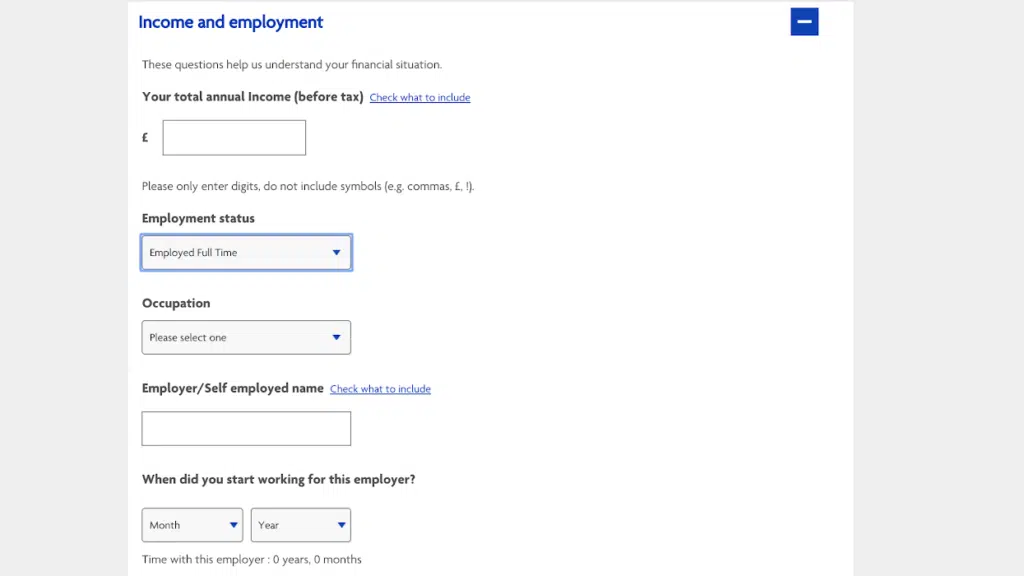 Income and employment
These questions help us understand your financial situation.
Your total annual Income (before tax) Check what to include
£
Please only enter digits, do not include symbols (e.g. commas, £, !).
Employment status
Employed Full Time
Occupation
Please select one
Employer/Self employed name Check what to include
When did you start working for this employer?
Month Year
Time with this employer : 0 years, 0 months